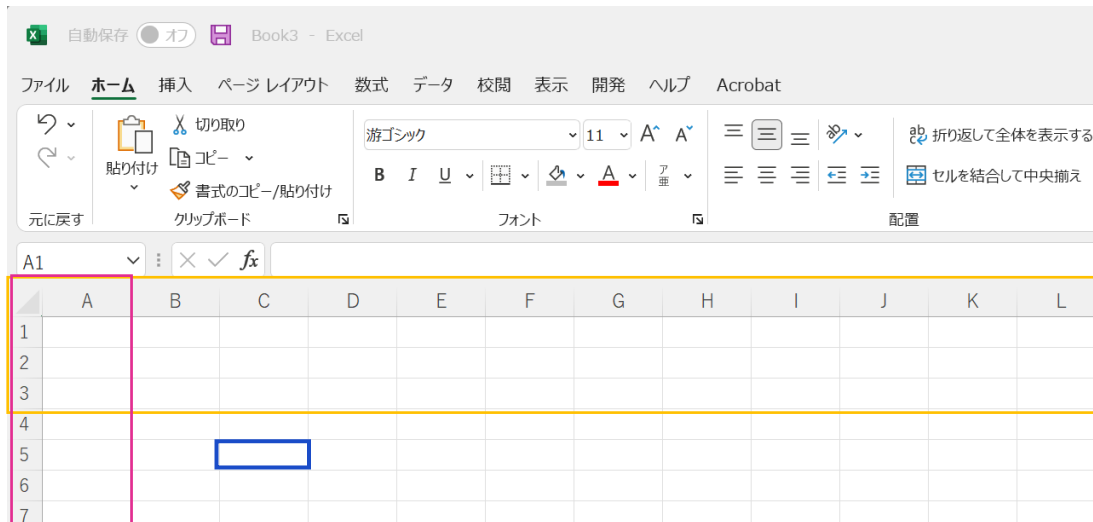 自動保存 オフ Book3 - Excel
ファイル ホーム 挿入 ページ レイアウト 数式 データ 校閲 表示 開発 ヘルプ Acrobat
貼り付け
切り取り
コピー
書式のコピー/貼り付け
游ゴシック 11 A A
B I U A ア亜
ab 折り返して全体を表示する
セルを結合して中央揃え
元に戻す クリップボード フォント 配置
A1 fx
A B C D E F G H I J K L
1
2
3
4
5
6
7